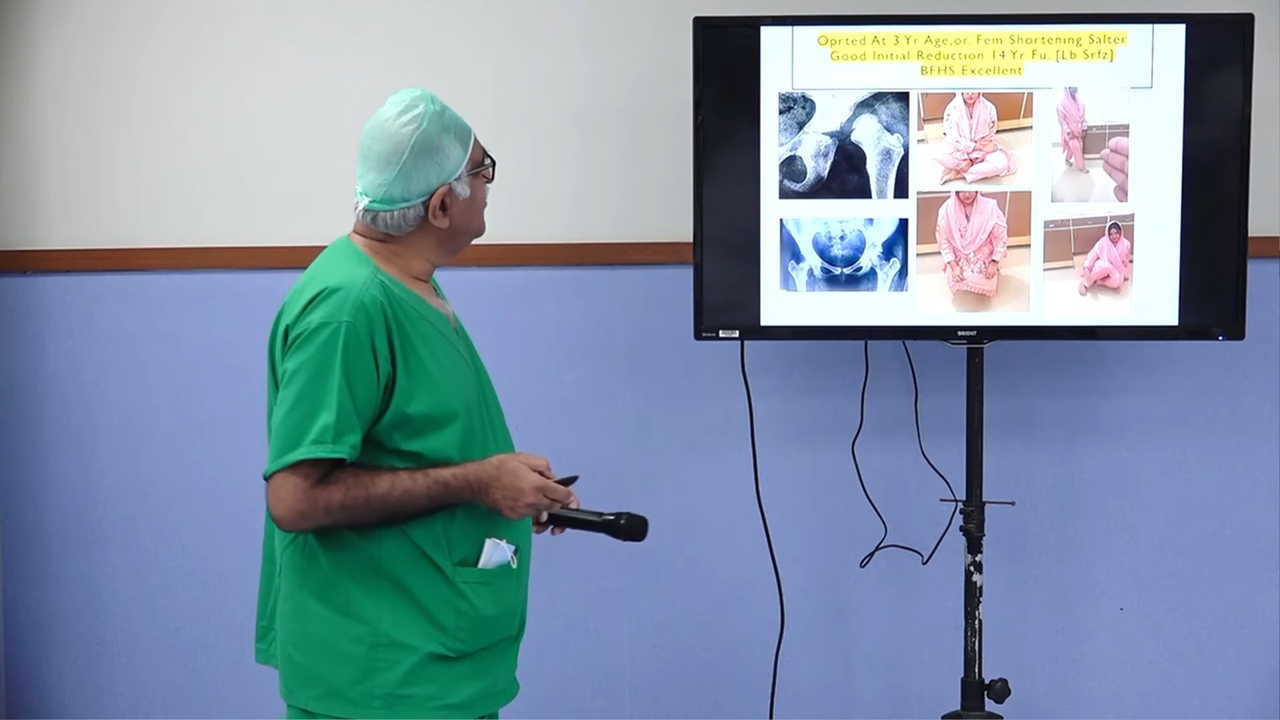 Oprted At 3 Yr Age,or. Fem Shortening Salter
Good Initial Reduction 14 Yr Fu. [Lb Srfz]
BFHS Excellent
ORIENT